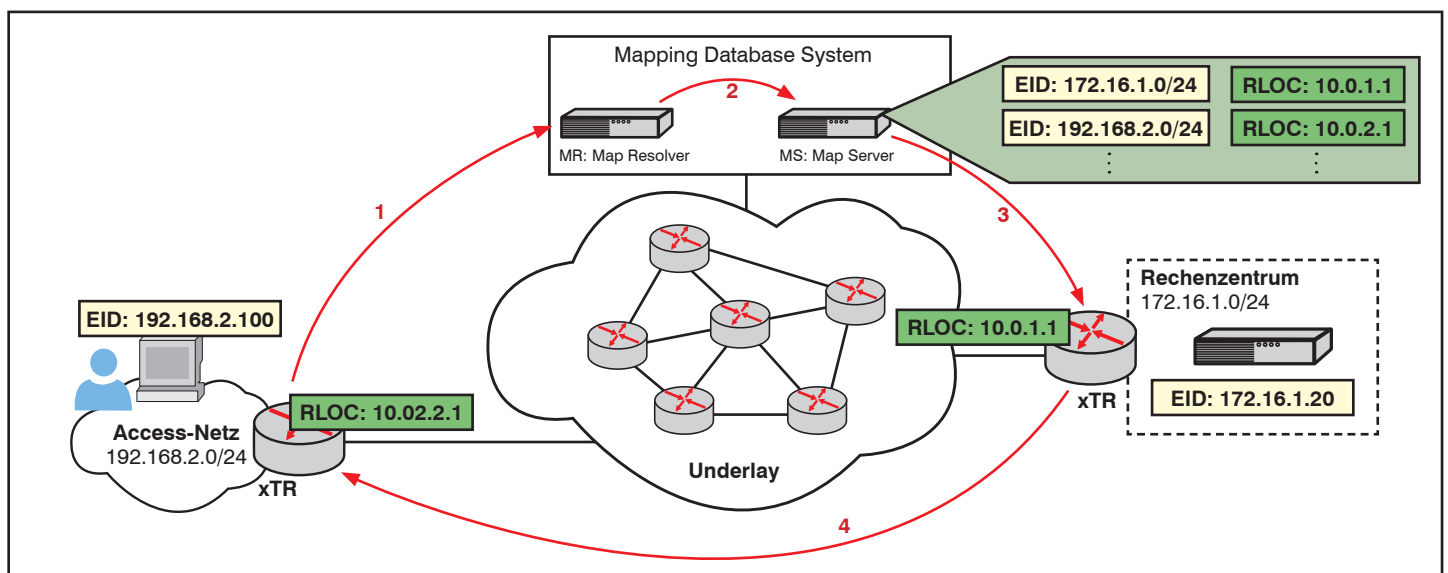 Mapping Database System
2
MR: Map Resolver
MS: Map Server
EID: 172.16.1.0/24
RLOC: 10.0.1.1
EID: 192.168.2.0/24
RLOC: 10.0.2.1
⋮
⋮
1
3
EID: 192.168.2.100
RLOC: 10.02.2.1
Access-Netz
192.168.2.0/24
xTR
Underlay
RLOC: 10.0.1.1
xTR
Rechenzentrum
172.16.1.0/24
EID: 172.16.1.20
4